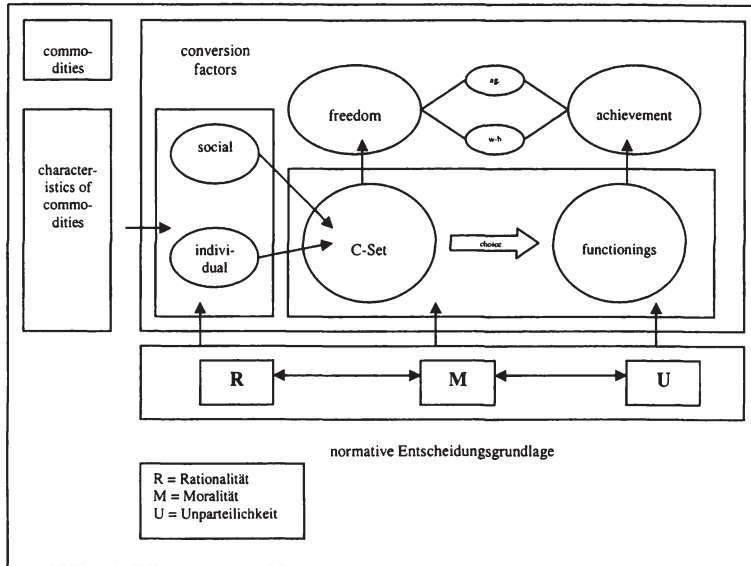 commo-
dities
conversion
factors
ag.
freedom
achievement
w-b
social
character-
istics of
commo-
dities
C-Set
choice
functionings
indivi-
dual
R
M
U
normative Entscheidungsgrundlage
R = Rationalität
M = Moralität
U = Unparteilichkeit